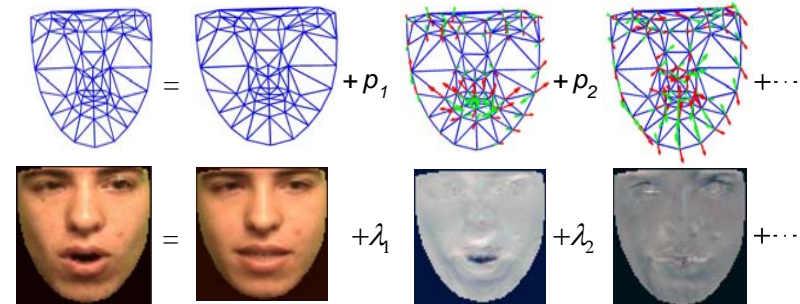 = + p₁ + p₂ + ···
= + λ₁ + λ₂ + ···